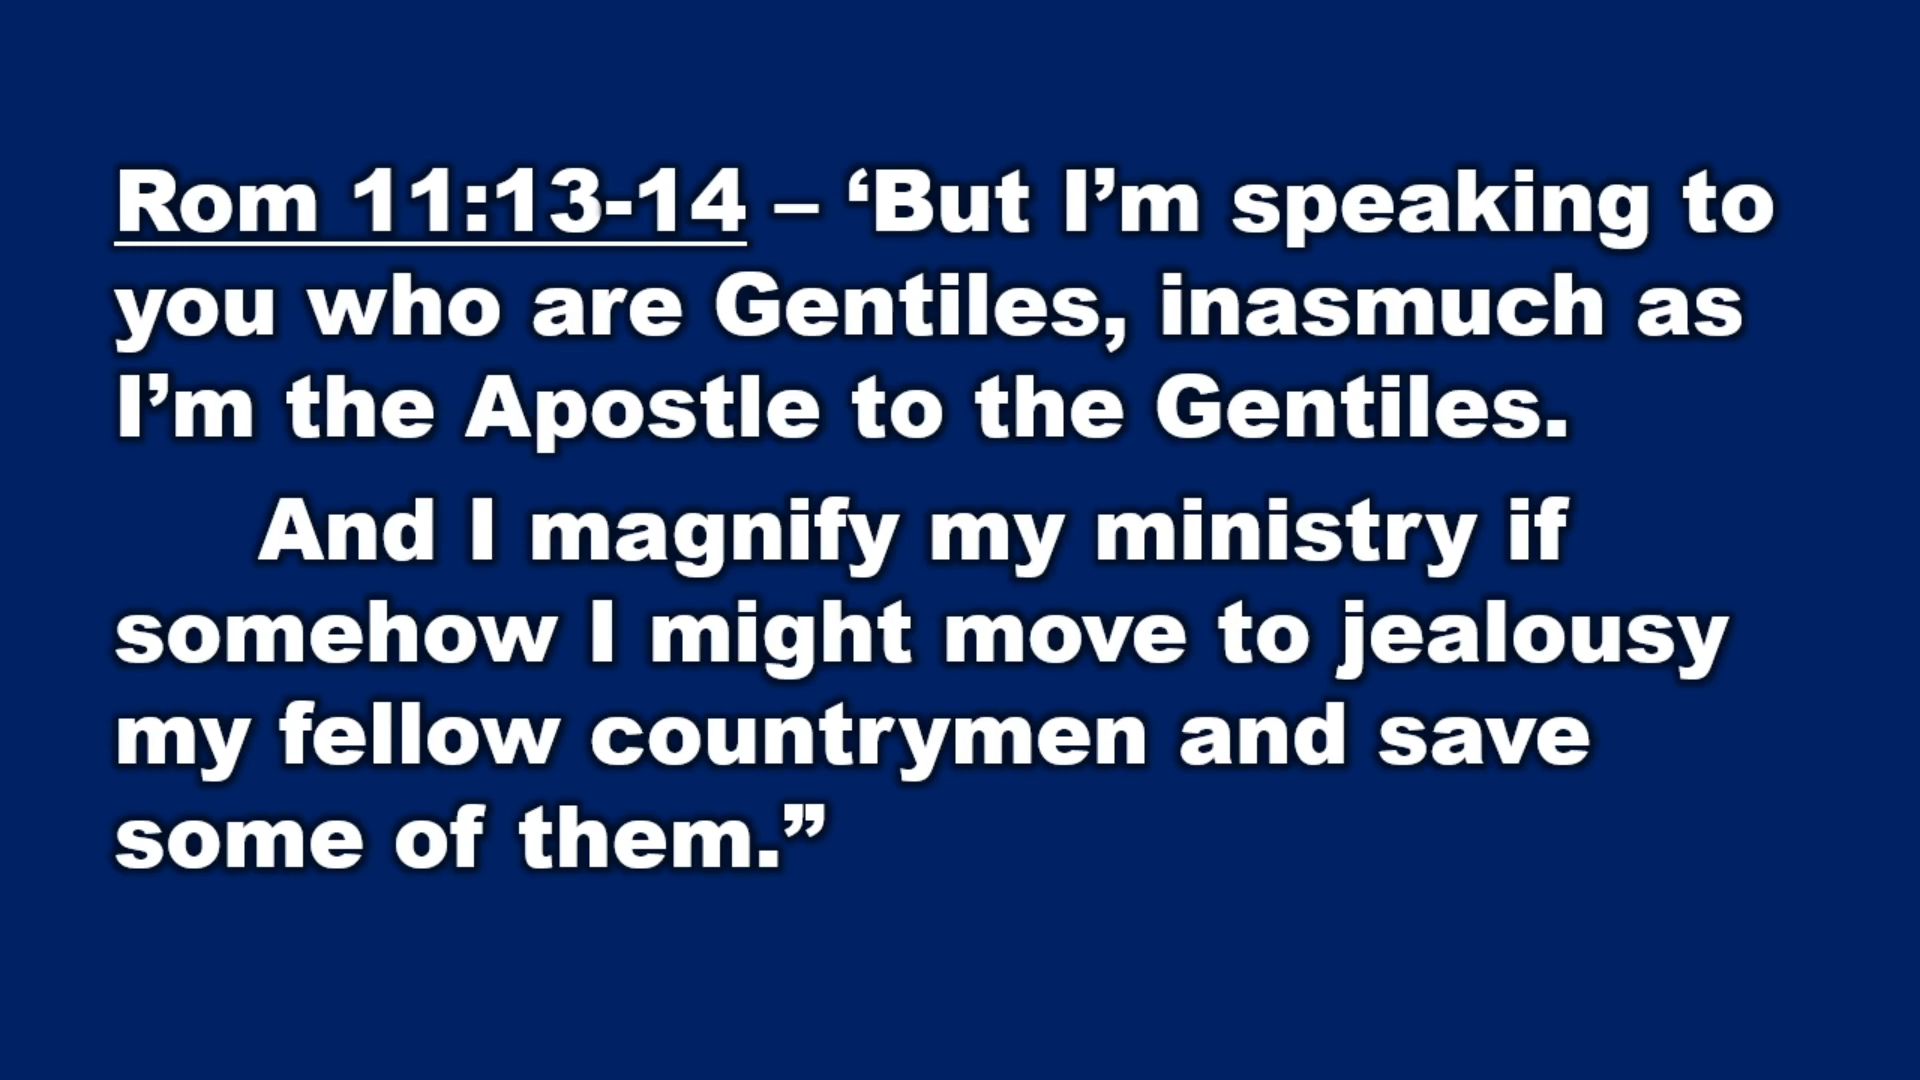 Rom 11:13-14 – ‘But I’m speaking to
you who are Gentiles, inasmuch as
I’m the Apostle to the Gentiles.
And I magnify my ministry if
somehow I might move to jealousy
my fellow countrymen and save
some of them.”